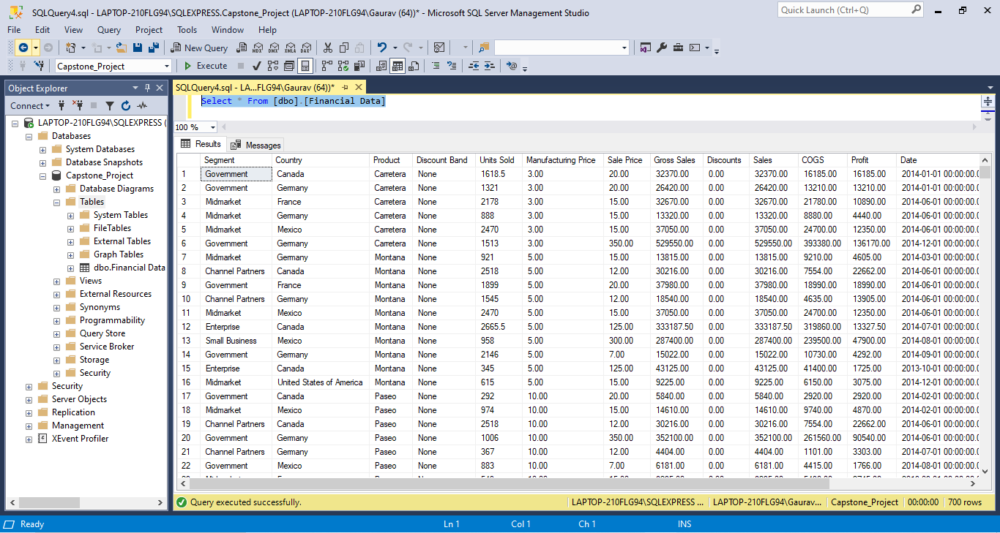 SQLQuery4.sql - LAPTOP-210FLG94\SQLEXPRESS.Capstone_Project (LAPTOP-210FLG94\Gaurav (64))* - Microsoft SQL Server Management Studio
Quick Launch (Ctrl+Q)
File Edit View Query Project Tools Window Help
New Query MDX DMX XMLA DAX
Capstone_Project Execute
Object Explorer
Connect
LAPTOP-210FLG94\SQLEXPRESS (
Databases
System Databases
Database Snapshots
Capstone_Project
Database Diagrams
Tables
System Tables
FileTables
External Tables
Graph Tables
dbo.Financial Data
Views
External Resources
Synonyms
Programmability
Query Store
Service Broker
Storage
Security
Security
Server Objects
Replication
Management
XEvent Profiler
SQLQuery4.sql - LA...FLG94\Gaurav (64))*
Select * From [dbo].[Financial Data]
100 %
Results Messages
Segment Country Product Discount Band Units Sold Manufacturing Price Sale Price Gross Sales Discounts Sales COGS Profit Date
1 Government Canada Carretera None 1618.5 3.00 20.00 32370.00 0.00 32370.00 16185.00 16185.00 2014-01-01 00:00:00.0
2 Government Germany Carretera None 1321 3.00 20.00 26420.00 0.00 26420.00 13210.00 13210.00 2014-01-01 00:00:00.0
3 Midmarket France Carretera None 2178 3.00 15.00 32670.00 0.00 32670.00 21780.00 10890.00 2014-06-01 00:00:00.0
4 Midmarket Germany Carretera None 888 3.00 15.00 13320.00 0.00 13320.00 8880.00 4440.00 2014-06-01 00:00:00.0
5 Midmarket Mexico Carretera None 2470 3.00 15.00 37050.00 0.00 37050.00 24700.00 12350.00 2014-06-01 00:00:00.0
6 Government Germany Carretera None 1513 3.00 350.00 529550.00 0.00 529550.00 393380.00 136170.00 2014-12-01 00:00:00.0
7 Midmarket Germany Montana None 921 5.00 15.00 13815.00 0.00 13815.00 9210.00 4605.00 2014-03-01 00:00:00.0
8 Channel Partners Canada Montana None 2518 5.00 12.00 30216.00 0.00 30216.00 7554.00 22662.00 2014-06-01 00:00:00.0
9 Government France Montana None 1899 5.00 20.00 37980.00 0.00 37980.00 18990.00 18990.00 2014-06-01 00:00:00.0
10 Channel Partners Germany Montana None 1545 5.00 12.00 18540.00 0.00 18540.00 4635.00 13905.00 2014-06-01 00:00:00.0
11 Midmarket Mexico Montana None 2470 5.00 15.00 37050.00 0.00 37050.00 24700.00 12350.00 2014-06-01 00:00:00.0
12 Enterprise Canada Montana None 2665.5 5.00 125.00 333187.50 0.00 333187.50 319860.00 13327.50 2014-07-01 00:00:00.0
13 Small Business Mexico Montana None 958 5.00 300.00 287400.00 0.00 287400.00 239500.00 47900.00 2014-08-01 00:00:00.0
14 Government Germany Montana None 2146 5.00 7.00 15022.00 0.00 15022.00 10730.00 4292.00 2014-09-01 00:00:00.0
15 Enterprise Canada Montana None 345 5.00 125.00 43125.00 0.00 43125.00 41400.00 1725.00 2013-10-01 00:00:00.0
16 Midmarket United States of America Montana None 615 5.00 15.00 9225.00 0.00 9225.00 6150.00 3075.00 2014-12-01 00:00:00.0
17 Government Canada Paseo None 292 10.00 20.00 5840.00 0.00 5840.00 2920.00 2920.00 2014-02-01 00:00:00.0
18 Midmarket Mexico Paseo None 974 10.00 15.00 14610.00 0.00 14610.00 9740.00 4870.00 2014-02-01 00:00:00.0
19 Channel Partners Canada Paseo None 2518 10.00 12.00 30216.00 0.00 30216.00 7554.00 22662.00 2014-06-01 00:00:00.0
20 Government Germany Paseo None 1006 10.00 350.00 352100.00 0.00 352100.00 261560.00 90540.00 2014-06-01 00:00:00.0
21 Channel Partners Germany Paseo None 367 10.00 12.00 4404.00 0.00 4404.00 1101.00 3303.00 2014-07-01 00:00:00.0
22 Government Mexico Paseo None 883 10.00 7.00 6181.00 0.00 6181.00 4415.00 1766.00 2014-08-01 00:00:00.0
Query executed successfully. LAPTOP-210FLG94\SQLEXPRESS ... LAPTOP-210FLG94\Gaurav... Capstone_Project 00:00:00 700 rows
Ready Ln 1 Col 1 Ch 1 INS